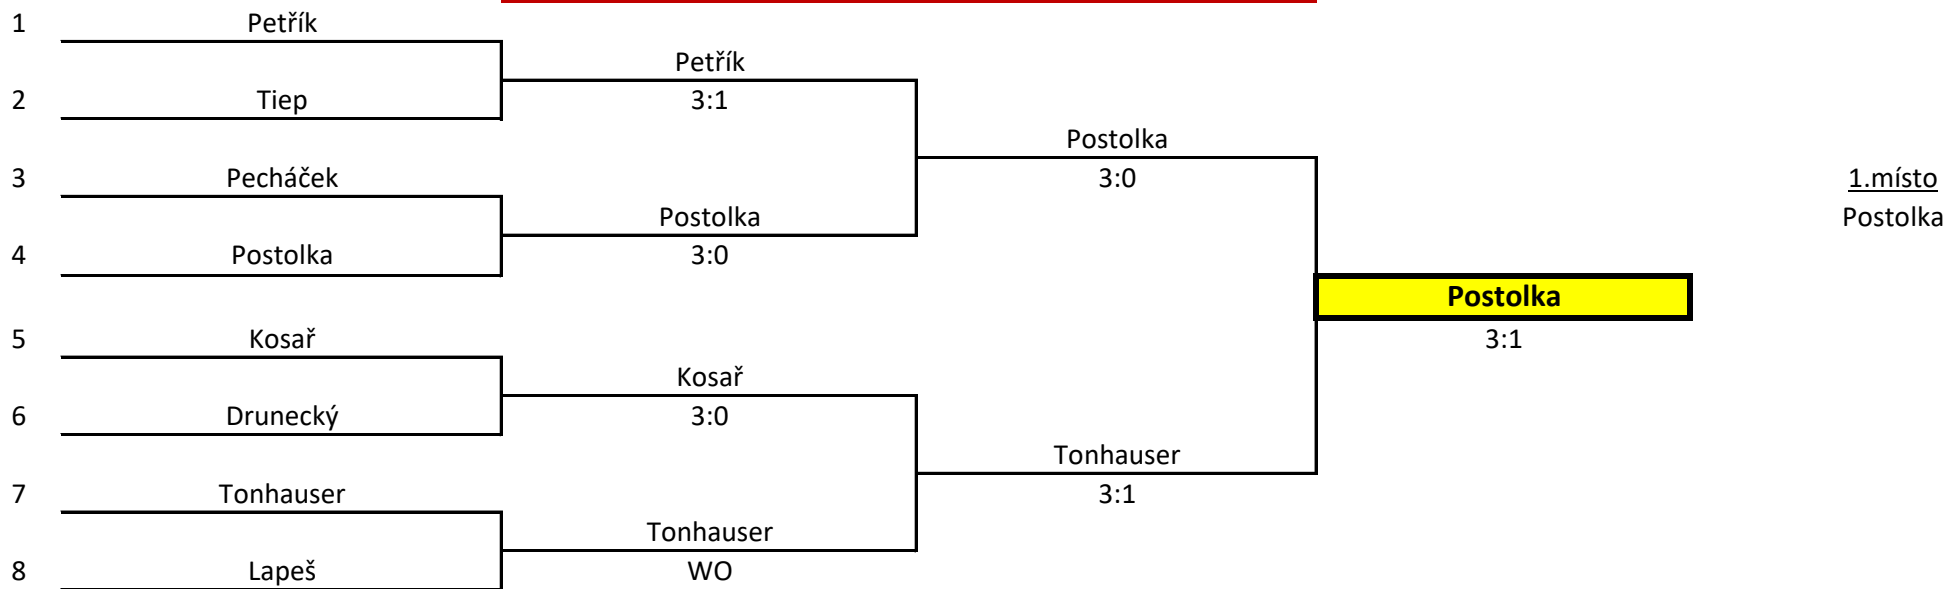 1 Petřík
Petřík
2 Tiep 3:1
Postolka
3 Pecháček 3:0 1.místo
Postolka Postolka
4 Postolka 3:0
Postolka
5 Kosař 3:1
Kosař
6 Drunecký 3:0
Tonhauser
7 Tonhauser 3:1
Tonhauser
8 Lapeš WO